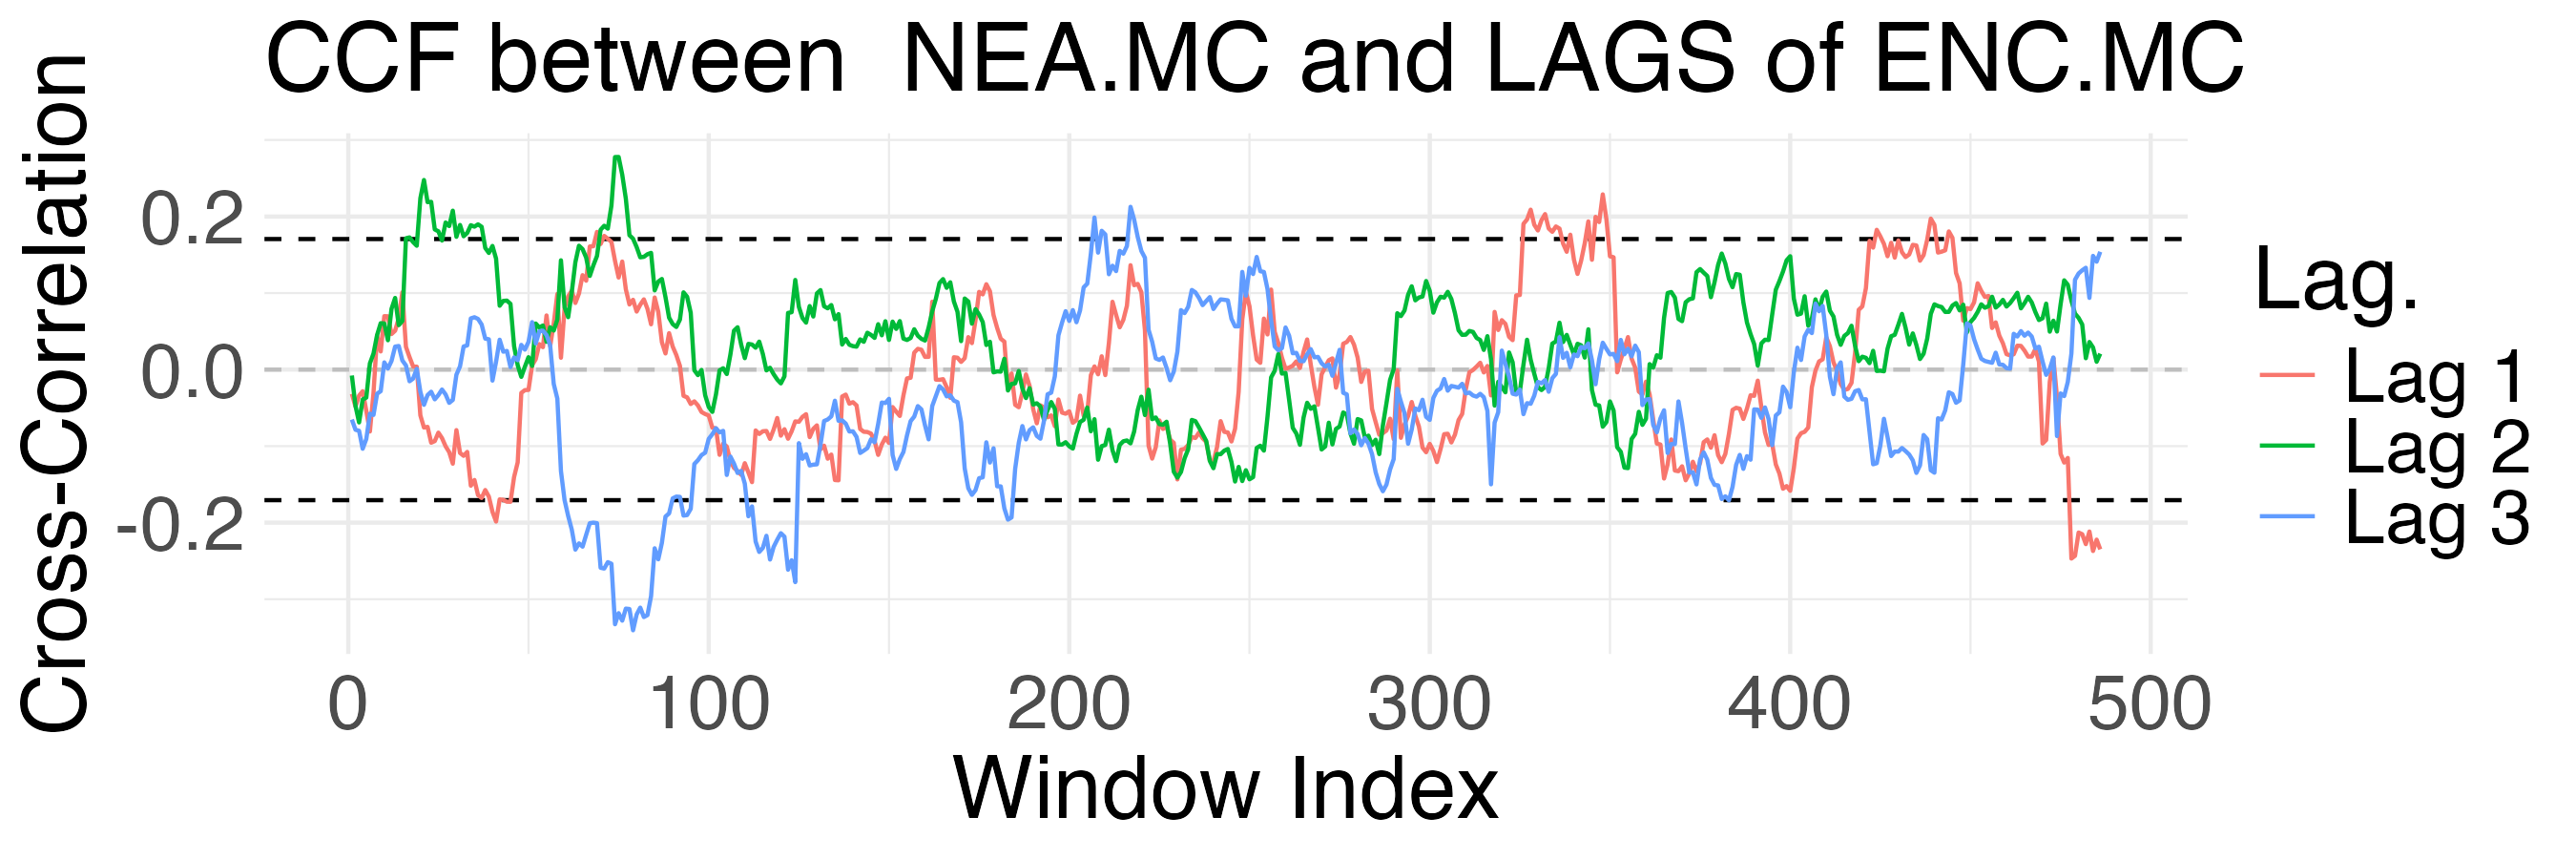 CCF between  NEA.MC and LAGS of ENC.MC
Cross-Correlation
0.2
0.0
-0.2
0 100 200 300 400 500
Window Index
Lag.
Lag 1
Lag 2
Lag 3